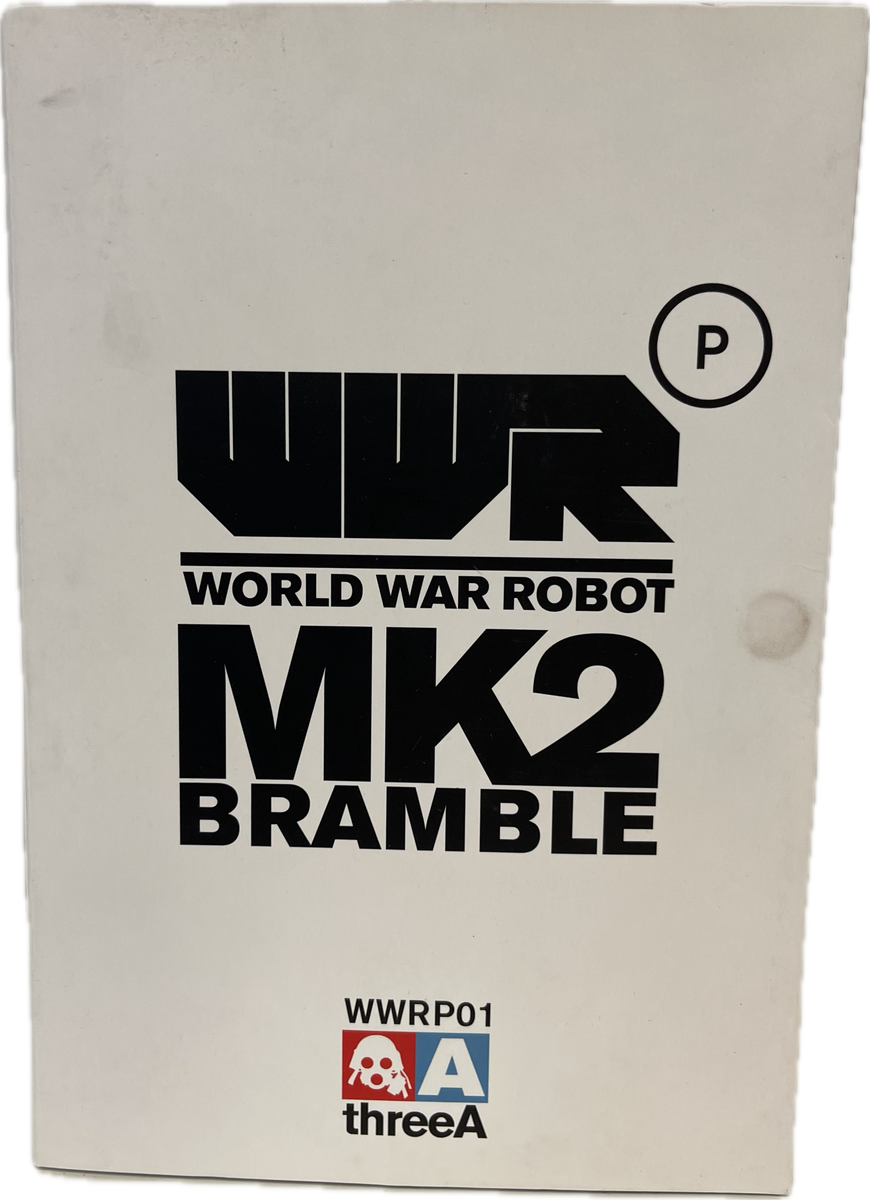 P
WWR
WORLD WAR ROBOT
MK2
BRAMBLE
WWRP01
A
threeA